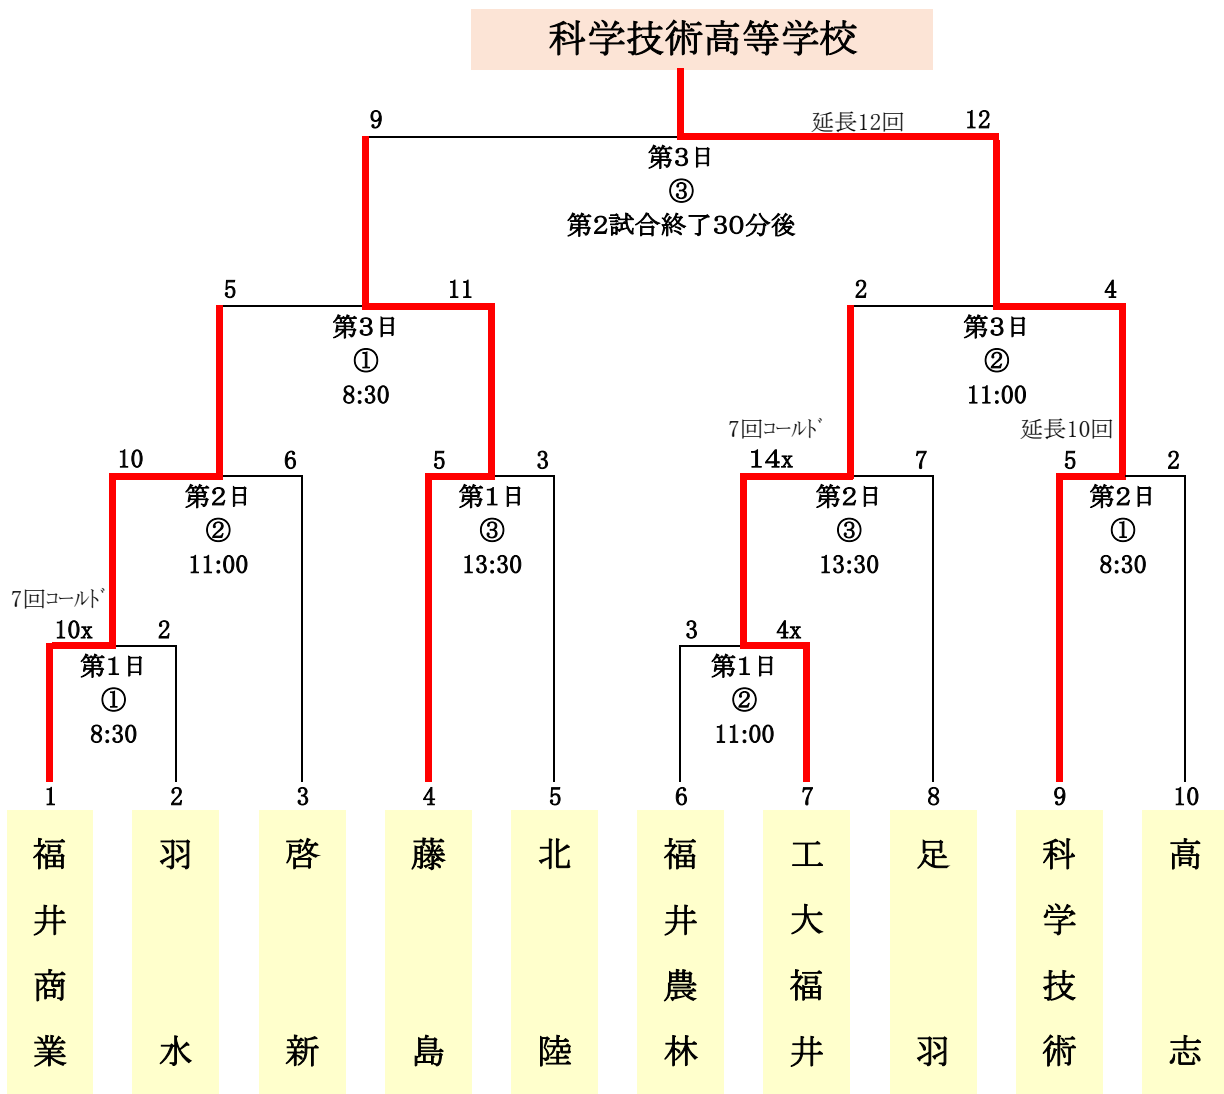 科学技術高等学校
9
延長12回
12
第3日
③
第2試合終了30分後
5
11
2
4
第3日
①
8:30
第3日
②
11:00
7回コールド
延長10回
10
6
5
3
14x
7
5
2
第2日
②
11:00
第1日
③
13:30
第2日
③
13:30
第2日
①
8:30
7回コールド
10x
2
3
4x
第1日
①
8:30
第1日
②
11:00
1
2
3
4
5
6
7
8
9
10
福井商業
羽水
啓新
藤島
北陸
福井農林
工大福井
足羽
科学技術
高志